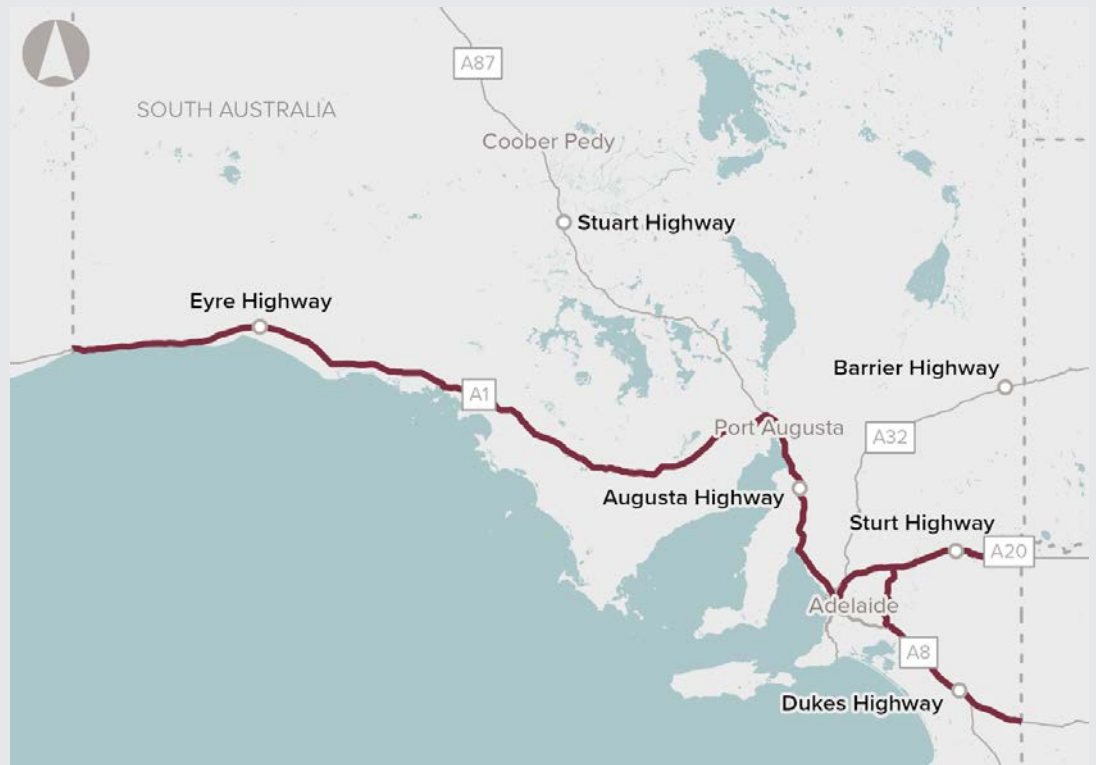 A87
SOUTH AUSTRALIA
Coober Pedy
Stuart Highway
Eyre Highway
Barrier Highway
A1
Port Augusta
A32
Augusta Highway
Sturt Highway
A20
Adelaide
A8
Dukes Highway